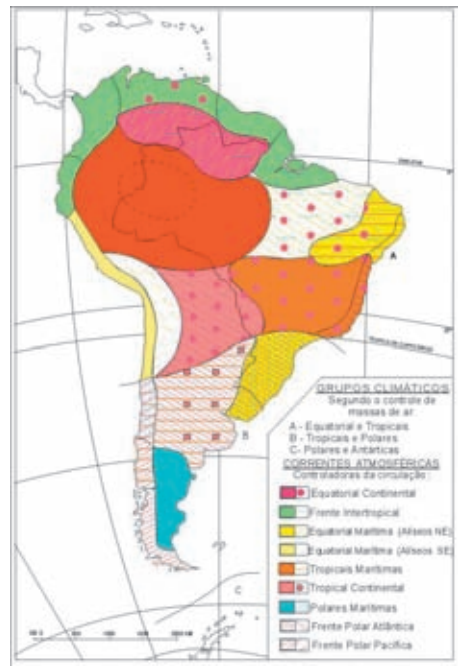 A
B
C
GRUPOS CLIMÁTICOS
Segundo o controle de
massas de ar:
A - Equatorial e Tropicais
B - Tropicais e Polares
C- Polares e Antárticas
CORRENTES ATMOSFÉRICAS
Controladoras da circulação:
Equatorial Continental
Frente Intertropical
Equatorial Marítima (Alíseos NE)
Equatorial Marítima (Alíseos SE)
Tropicais Marítimas
Tropical Continental
Polares Marítimas
Frente Polar Atlântica
Frente Polar Pacífica